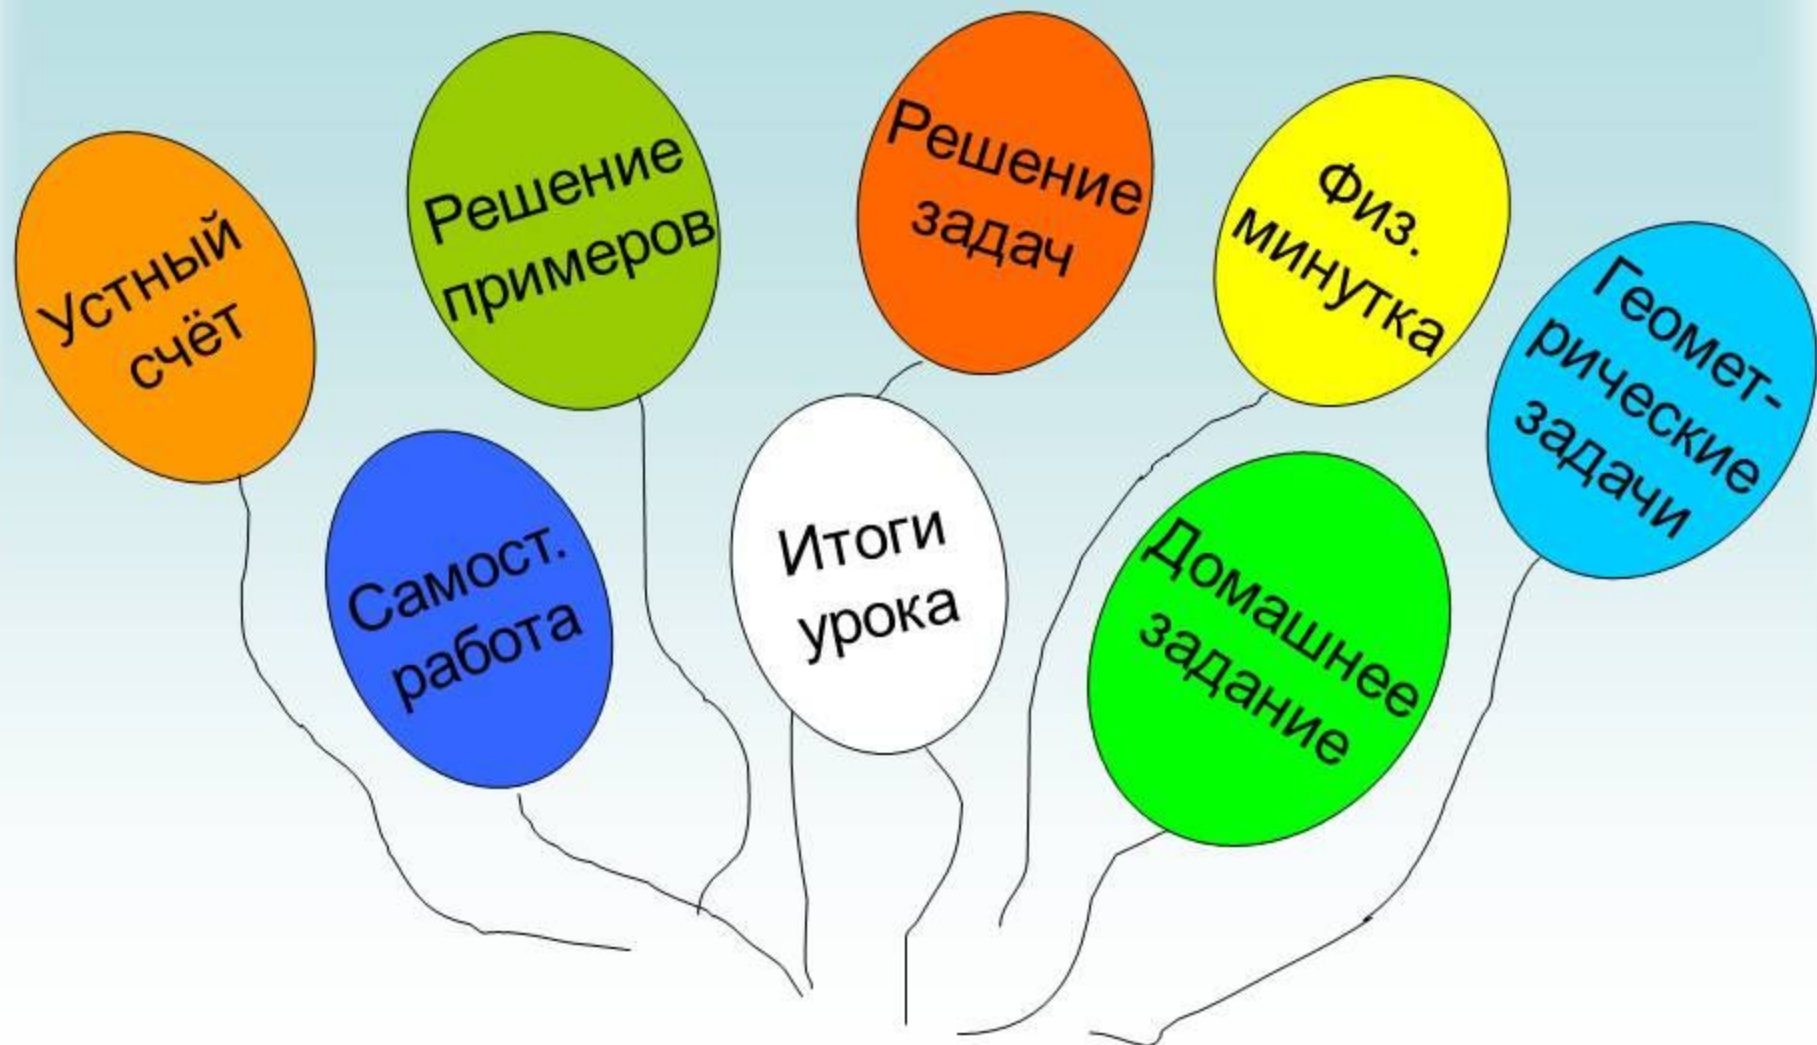 Устный
счёт
Решение
примеров
Решение
задач
Физ.
минутка
Геомет-
рические
задачи
Самост.
работа
Итоги
урока
Домашнее
задание